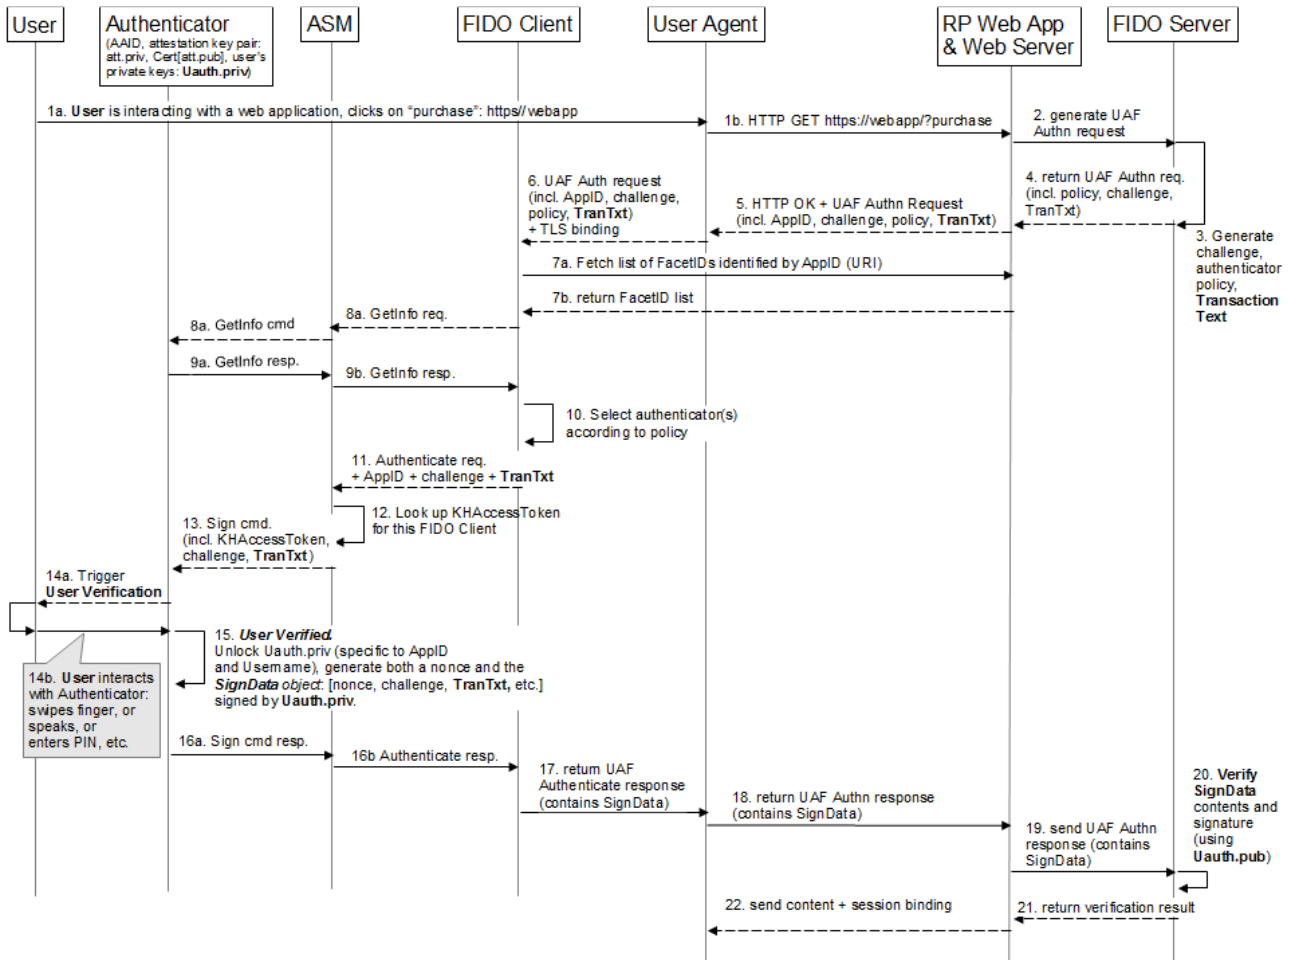 User
Authenticator
(AAID, attestation key pair:
att.priv, Cert[att.pub], user's
private keys: Uauth.priv)
ASM
FIDO Client
User Agent
RP Web App
& Web Server
FIDO Server
1a. User is interacting with a web application, clicks on “purchase”: https//webapp
1b. HTTP GET https://webapp/?purchase
2. generate UAF
Authn request
3. Generate
challenge,
authenticator
policy,
Transaction
Text
4. return UAF Authn req.
(incl. policy, challenge,
TranTxt)
5. HTTP OK + UAF Authn Request
(incl. AppID, challenge, policy, TranTxt)
6. UAF Auth request
(incl. AppID, challenge,
policy, TranTxt)
+ TLS binding
7a. Fetch list of FacetIDs identified by AppID (URI)
7b. return FacetID list
8a. GetInfo req.
8a. GetInfo cmd
9a. GetInfo resp.
9b. GetInfo resp.
10. Select authenticator(s)
according to policy
11. Authenticate req.
+ AppID + challenge + TranTxt
12. Look up KHAccessToken
for this FIDO Client
13. Sign cmd.
(incl. KHAccessToken,
challenge, TranTxt)
14a. Trigger
User Verification
14b. User interacts
with Authenticator:
swipes finger, or
speaks, or
enters PIN, etc.
15. User Verified.
Unlock Uauth.priv (specific to AppID
and Username), generate both a nonce and the
SignData object: [nonce, challenge, TranTxt, etc.]
signed by Uauth.priv.
16a. Sign cmd resp.
16b Authenticate resp.
17. return UAF
Authenticate response
(contains SignData)
18. return UAF Authn response
(contains SignData)
19. send UAF Authn
response (contains
SignData)
20. Verify
SignData
contents and
signature
(using
Uauth.pub)
21. return verification result
22. send content + session binding